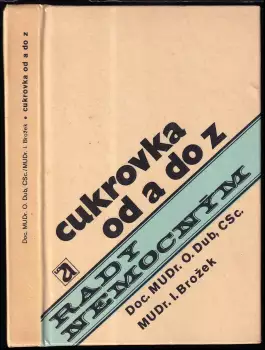 Doc. MUDr. O. Dub, CSc./MUDr. I. Brožek • cukrovka od a do z
cukrovka
od a do z
RADY
NEMOCNÝM
Doc. MUDr. O. Dub, CSc.
MUDr. I. Brožek